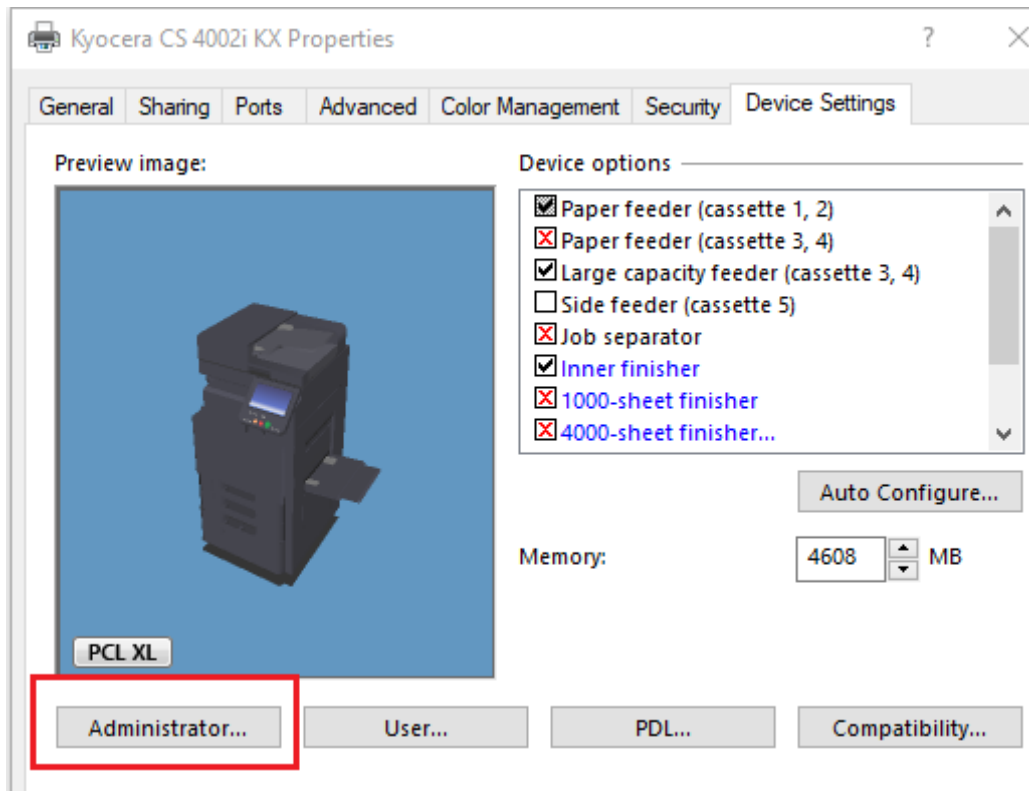 Kyocera CS 4002i KX Properties
General Sharing Ports Advanced Color Management Security Device Settings
Preview image:
PCL XL
Device options
Paper feeder (cassette 1, 2)
Paper feeder (cassette 3, 4)
Large capacity feeder (cassette 3, 4)
Side feeder (cassette 5)
Job separator
Inner finisher
1000-sheet finisher
4000-sheet finisher...
Auto Configure...
Memory: 4608 MB
Administrator... User... PDL... Compatibility...